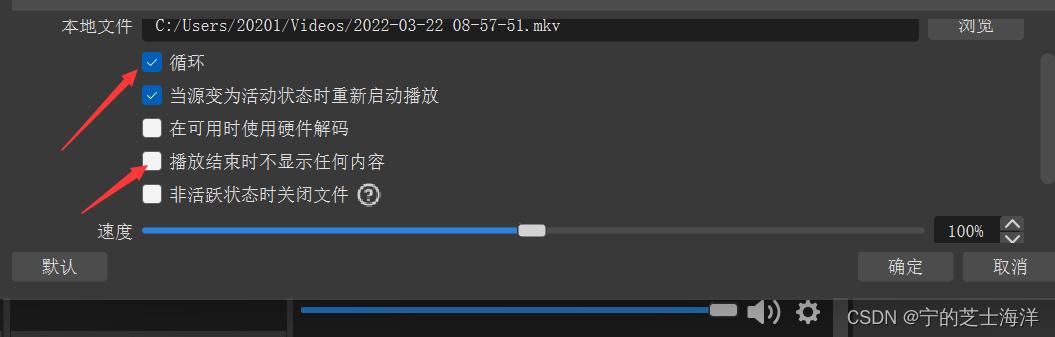 本地文件 C:/Users/20201/Videos/2022-03-22 08-57-51.mkv 浏览
循环
当源变为活动状态时重新启动播放
在可用时使用硬件解码
播放结束时不显示任何内容
非活跃状态时关闭文件 ?
速度 100%
默认 确定 取消
CSDN @宁的芝士海洋